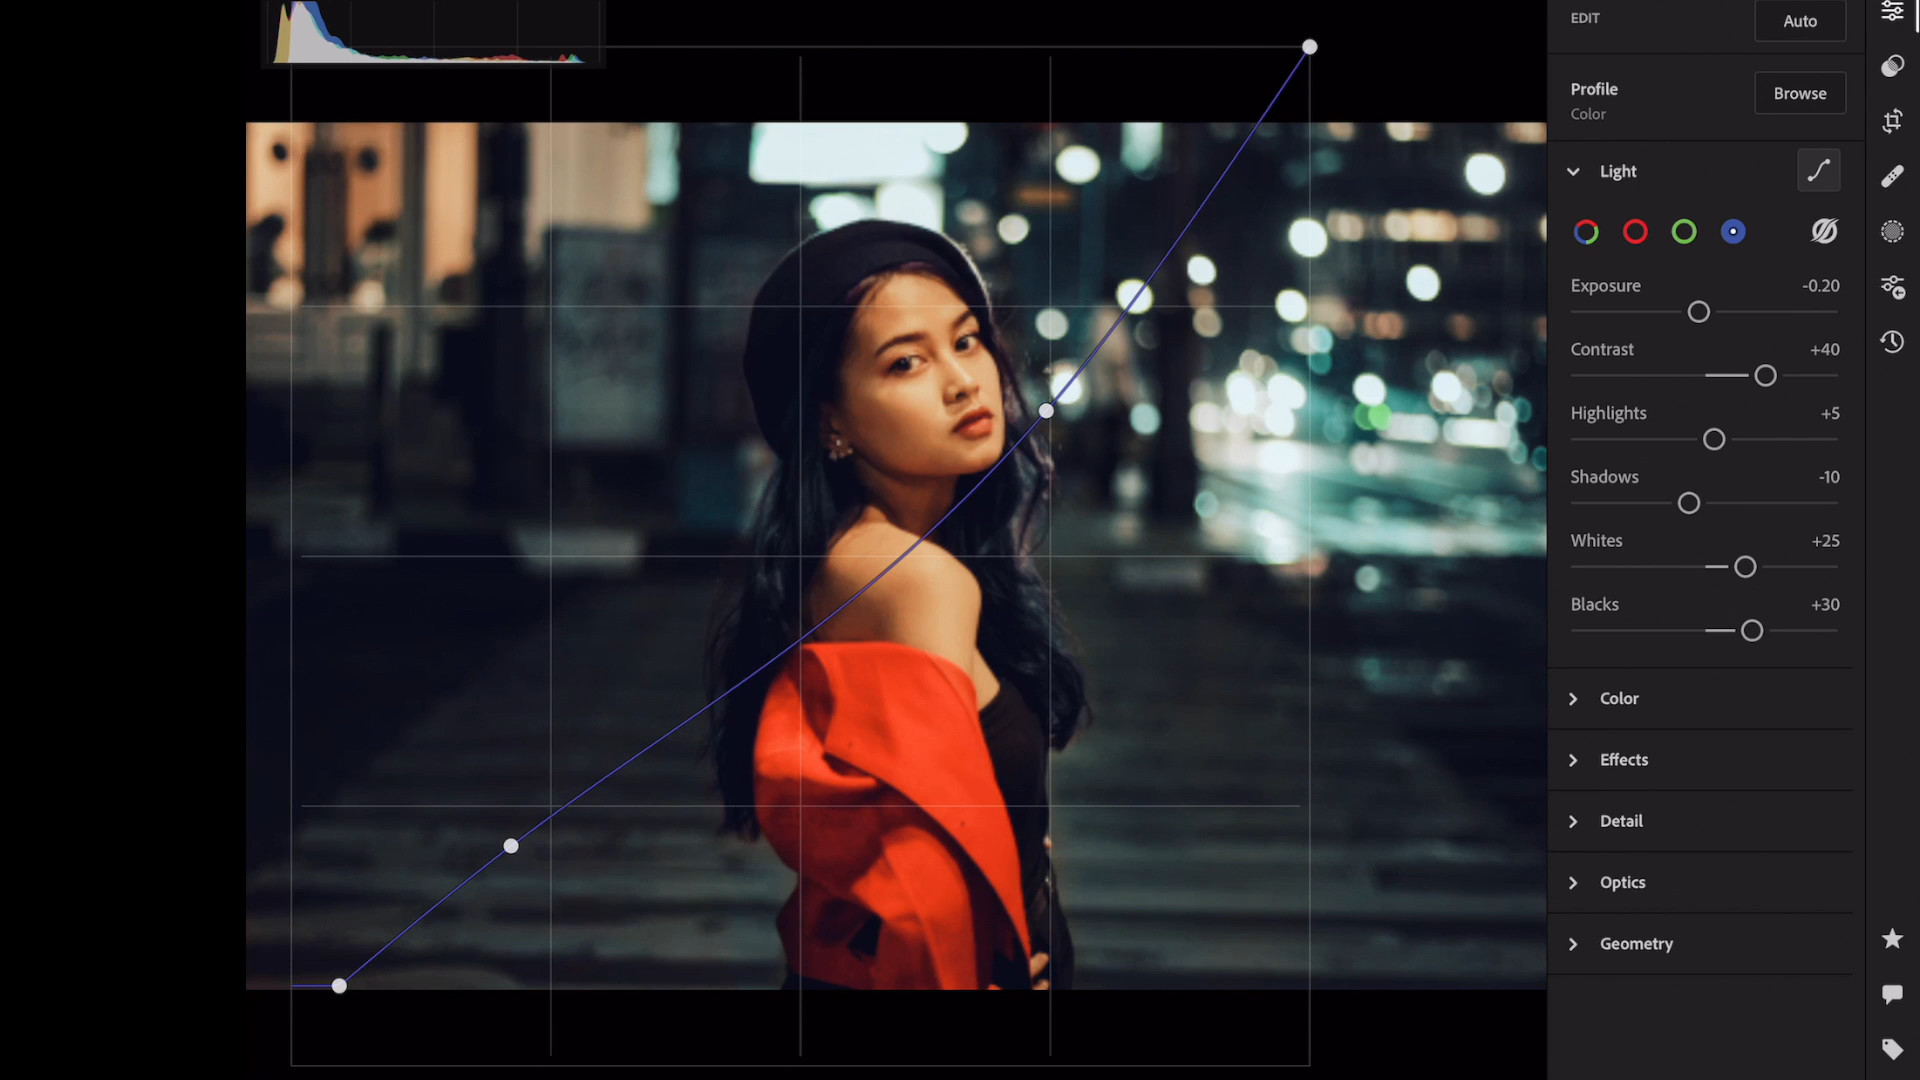 EDIT
Auto
Profile
Browse
Color
Light
Exposure -0.20
Contrast +40
Highlights +5
Shadows -10
Whites +25
Blacks +30
Color
Effects
Detail
Optics
Geometry